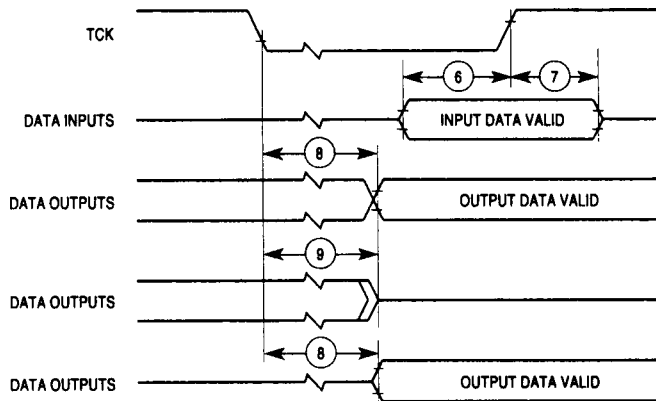 TCK
6
7
DATA INPUTS
INPUT DATA VALID
8
DATA OUTPUTS
OUTPUT DATA VALID
9
DATA OUTPUTS
8
DATA OUTPUTS
OUTPUT DATA VALID